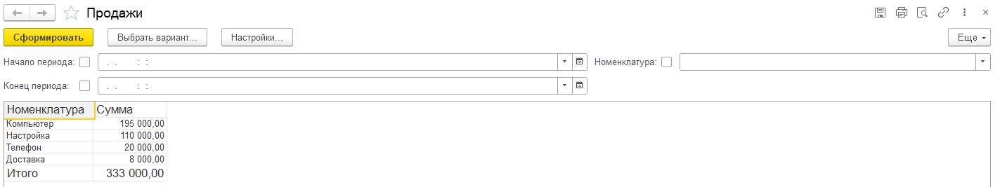 Продажи
Сформировать Выбрать вариант... Настройки... Еще
Начало периода: . . : : Номенклатура:
Конец периода: . . : :
Номенклатура Сумма
Компьютер 195 000,00
Настройка 110 000,00
Телефон 20 000,00
Доставка 8 000,00
Итого 333 000,00